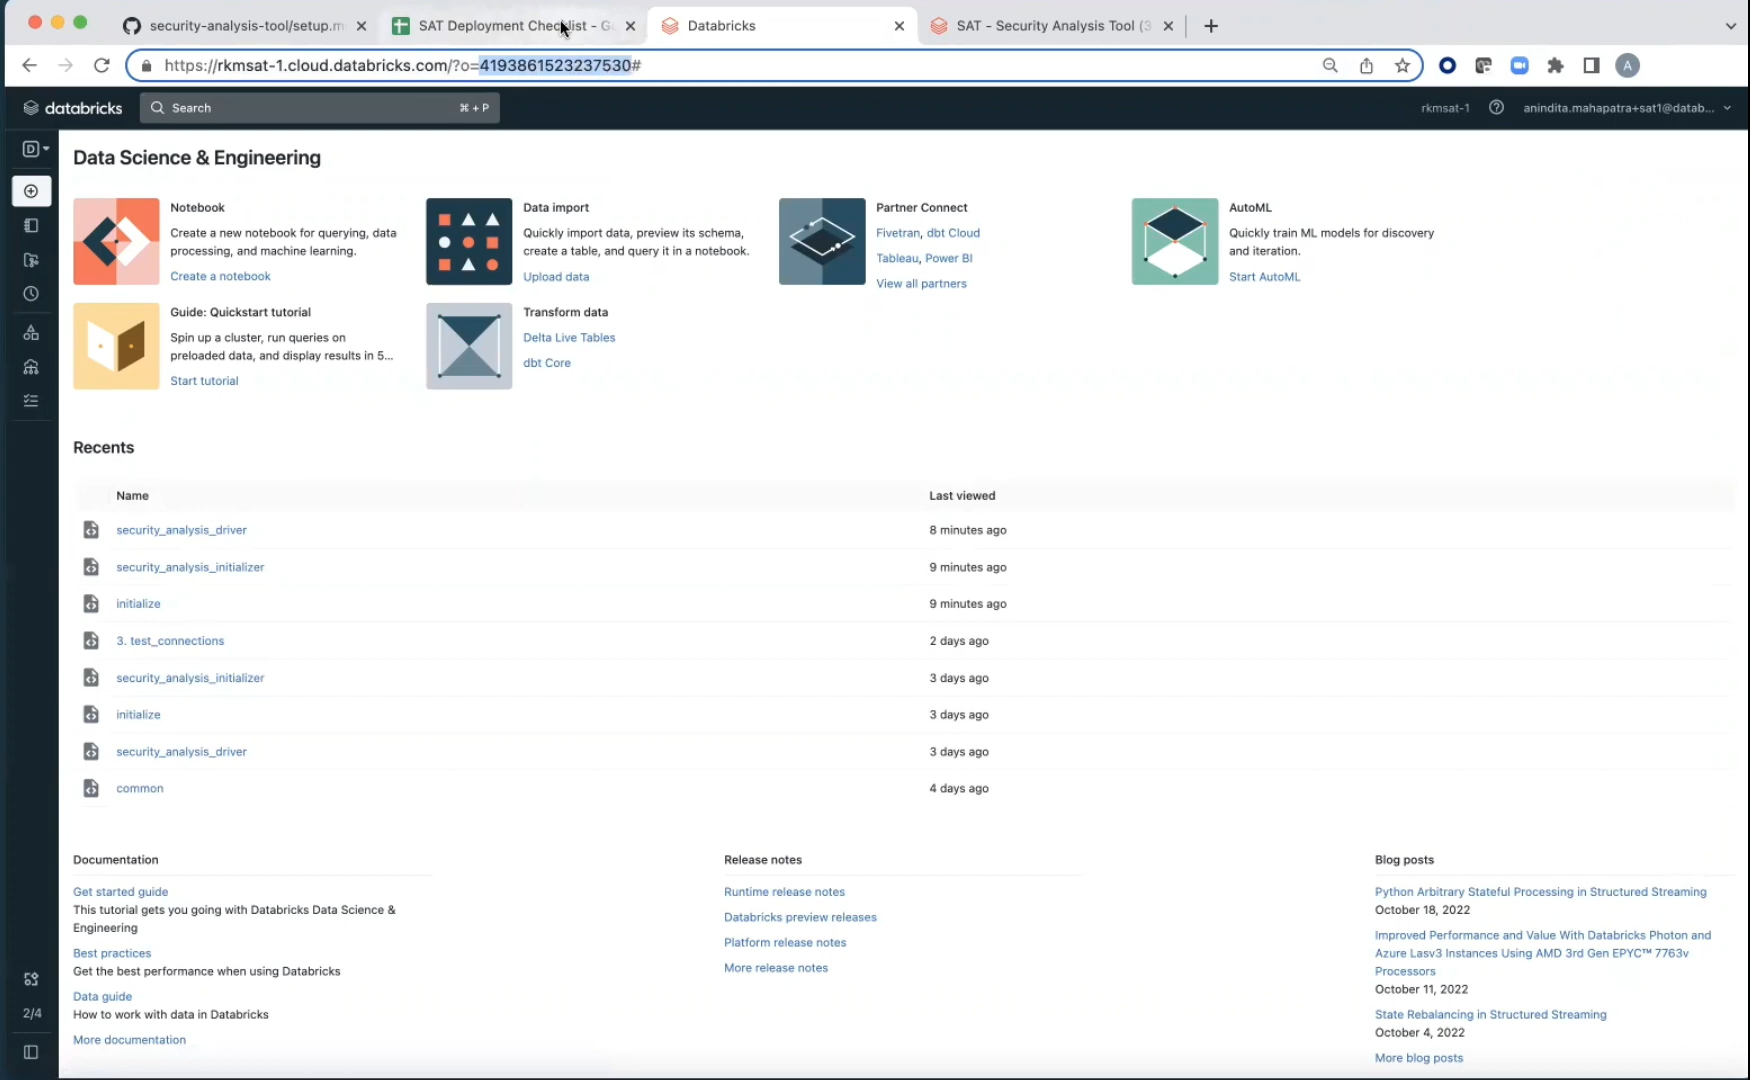 security-analysis-tool/setup.m
SAT Deployment Checklist - G
Databricks
SAT - Security Analysis Tool (3
https://rkmsat-1.cloud.databricks.com/?o=4193861523237530#
A
databricks
Search
⌘ + P
rkmsat-1
anindita.mahapatra+sat1@datab...
D
Data Science & Engineering
Notebook
Create a new notebook for querying, data
processing, and machine learning.
Create a notebook
Data import
Quickly import data, preview its schema,
create a table, and query it in a notebook.
Upload data
Partner Connect
Fivetran, dbt Cloud
Tableau, Power BI
View all partners
AutoML
Quickly train ML models for discovery
and iteration.
Start AutoML
Guide: Quickstart tutorial
Spin up a cluster, run queries on
preloaded data, and display results in 5...
Start tutorial
Transform data
Delta Live Tables
dbt Core
Recents
Name
Last viewed
security_analysis_driver
8 minutes ago
security_analysis_initializer
9 minutes ago
initialize
9 minutes ago
3. test_connections
2 days ago
security_analysis_initializer
3 days ago
initialize
3 days ago
security_analysis_driver
3 days ago
common
4 days ago
Documentation
Get started guide
This tutorial gets you going with Databricks Data Science &
Engineering
Best practices
Get the best performance when using Databricks
Data guide
How to work with data in Databricks
More documentation
Release notes
Runtime release notes
Databricks preview releases
Platform release notes
More release notes
Blog posts
Python Arbitrary Stateful Processing in Structured Streaming
October 18, 2022
Improved Performance and Value With Databricks Photon and
Azure Lasv3 Instances Using AMD 3rd Gen EPYC™ 7763v
Processors
October 11, 2022
State Rebalancing in Structured Streaming
October 4, 2022
More blog posts
2/4